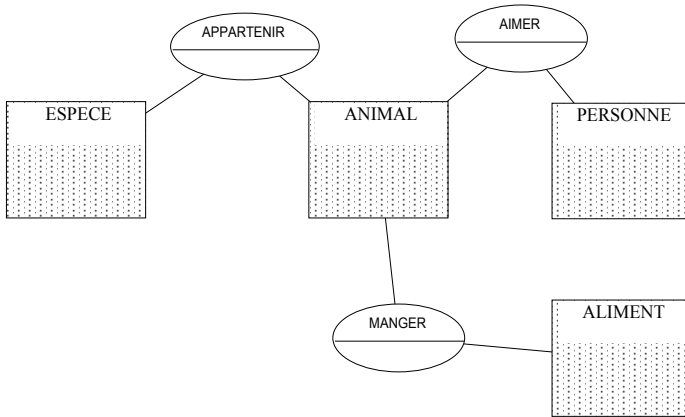 APPARTENIR
AIMER
ESPECE
ANIMAL
PERSONNE
MANGER
ALIMENT